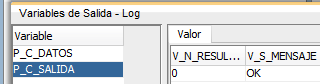 Variables de Salida - Log
Variable
P_C_DATOS
P_C_SALIDA
Valor
V_N_RESUL... V_S_MENSAJE
0 OK